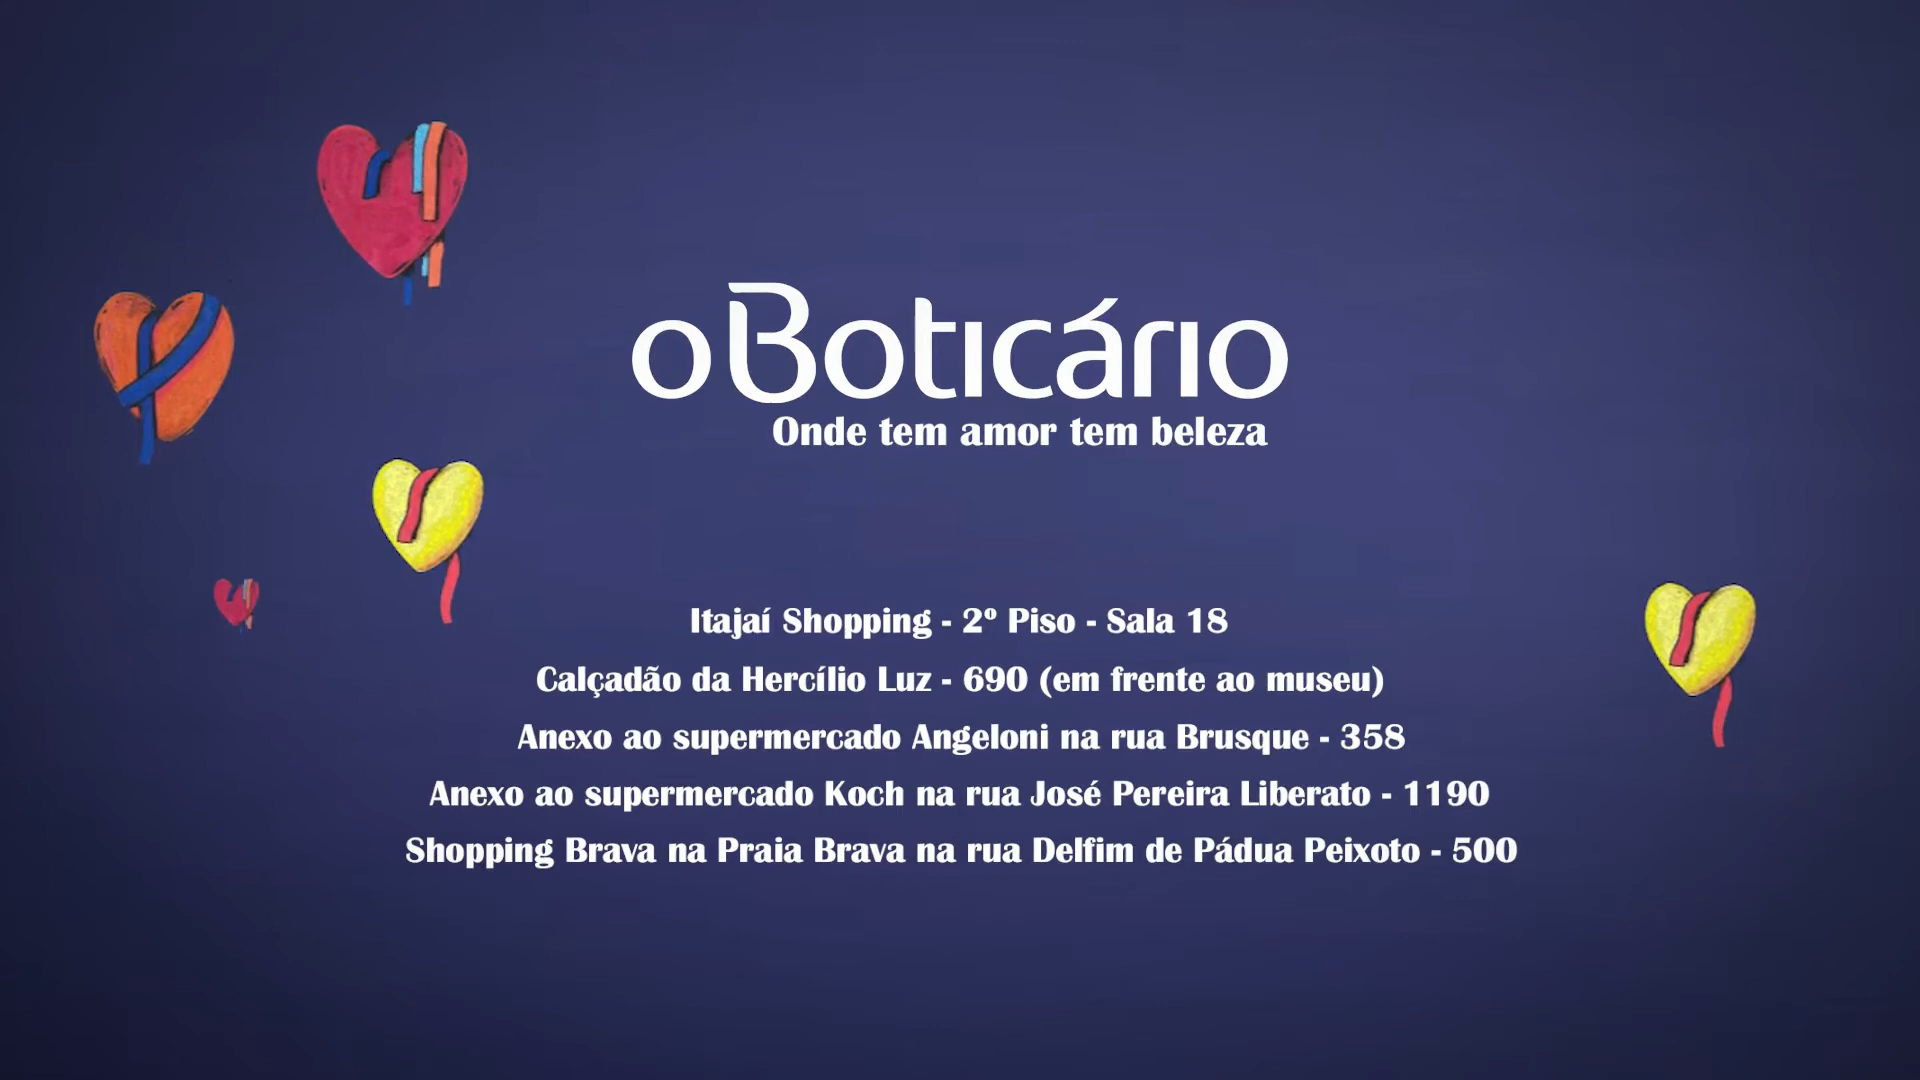 oBoticário
Onde tem amor tem beleza
Itajaí Shopping - 2º Piso - Sala 18
Calçadão da Hercílio Luz - 690 (em frente ao museu)
Anexo ao supermercado Angeloni na rua Brusque - 358
Anexo ao supermercado Koch na rua José Pereira Liberato - 1190
Shopping Brava na Praia Brava na rua Delfim de Pádua Peixoto - 500